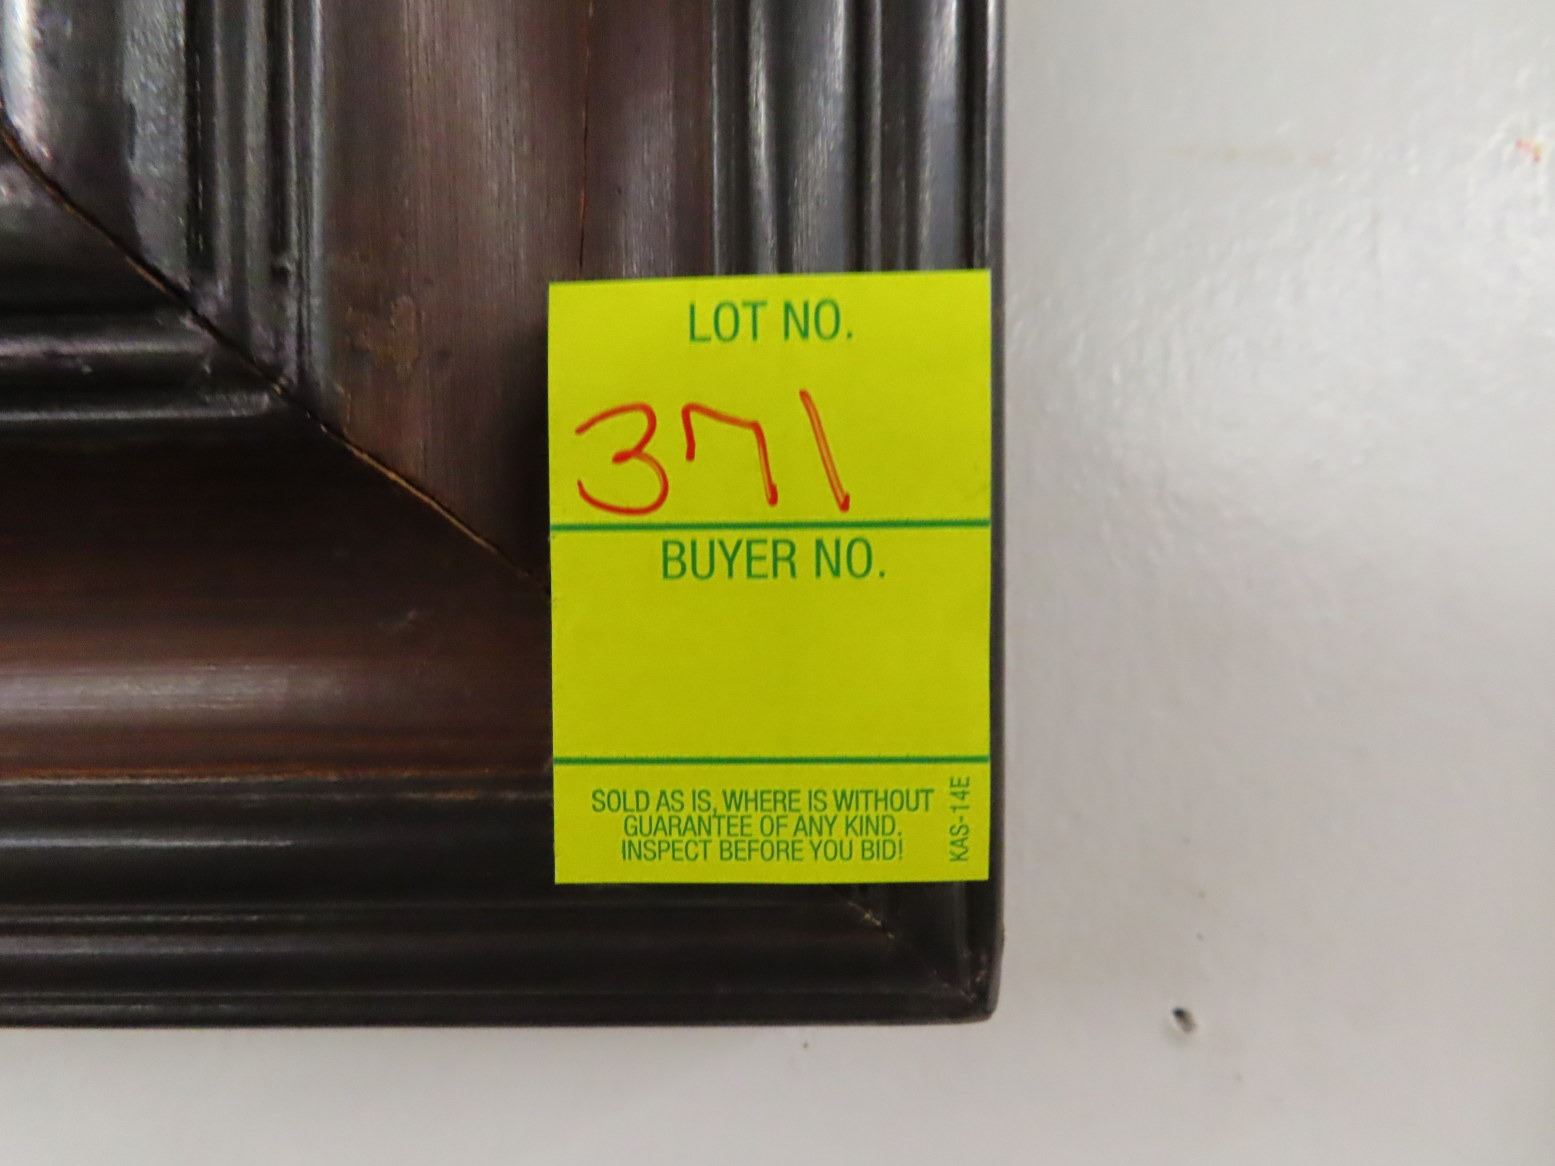 LOT NO.
371
BUYER NO.
SOLD AS IS, WHERE IS WITHOUT
GUARANTEE OF ANY KIND.
INSPECT BEFORE YOU BID!
KAS-14E